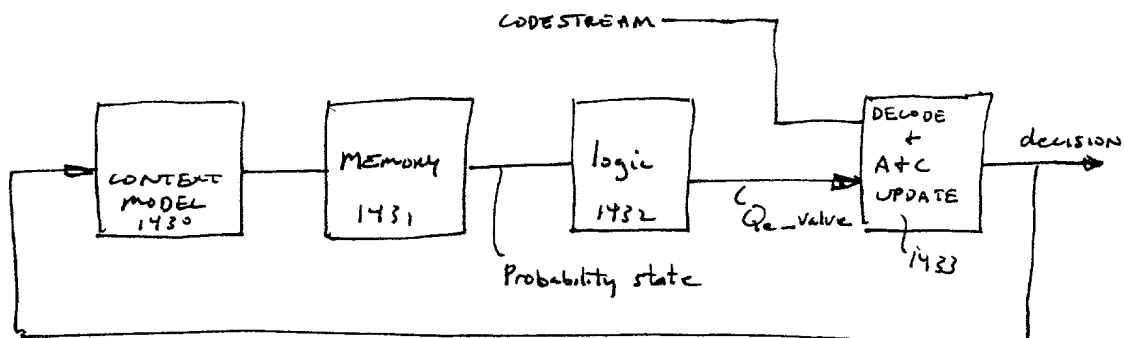 CODESTREAM
CONTEXT
MODEL
1430
MEMORY
1431
logic
1432
DECODE
+
A+C
UPDATE
1433
decision
Qe_value
Probability state